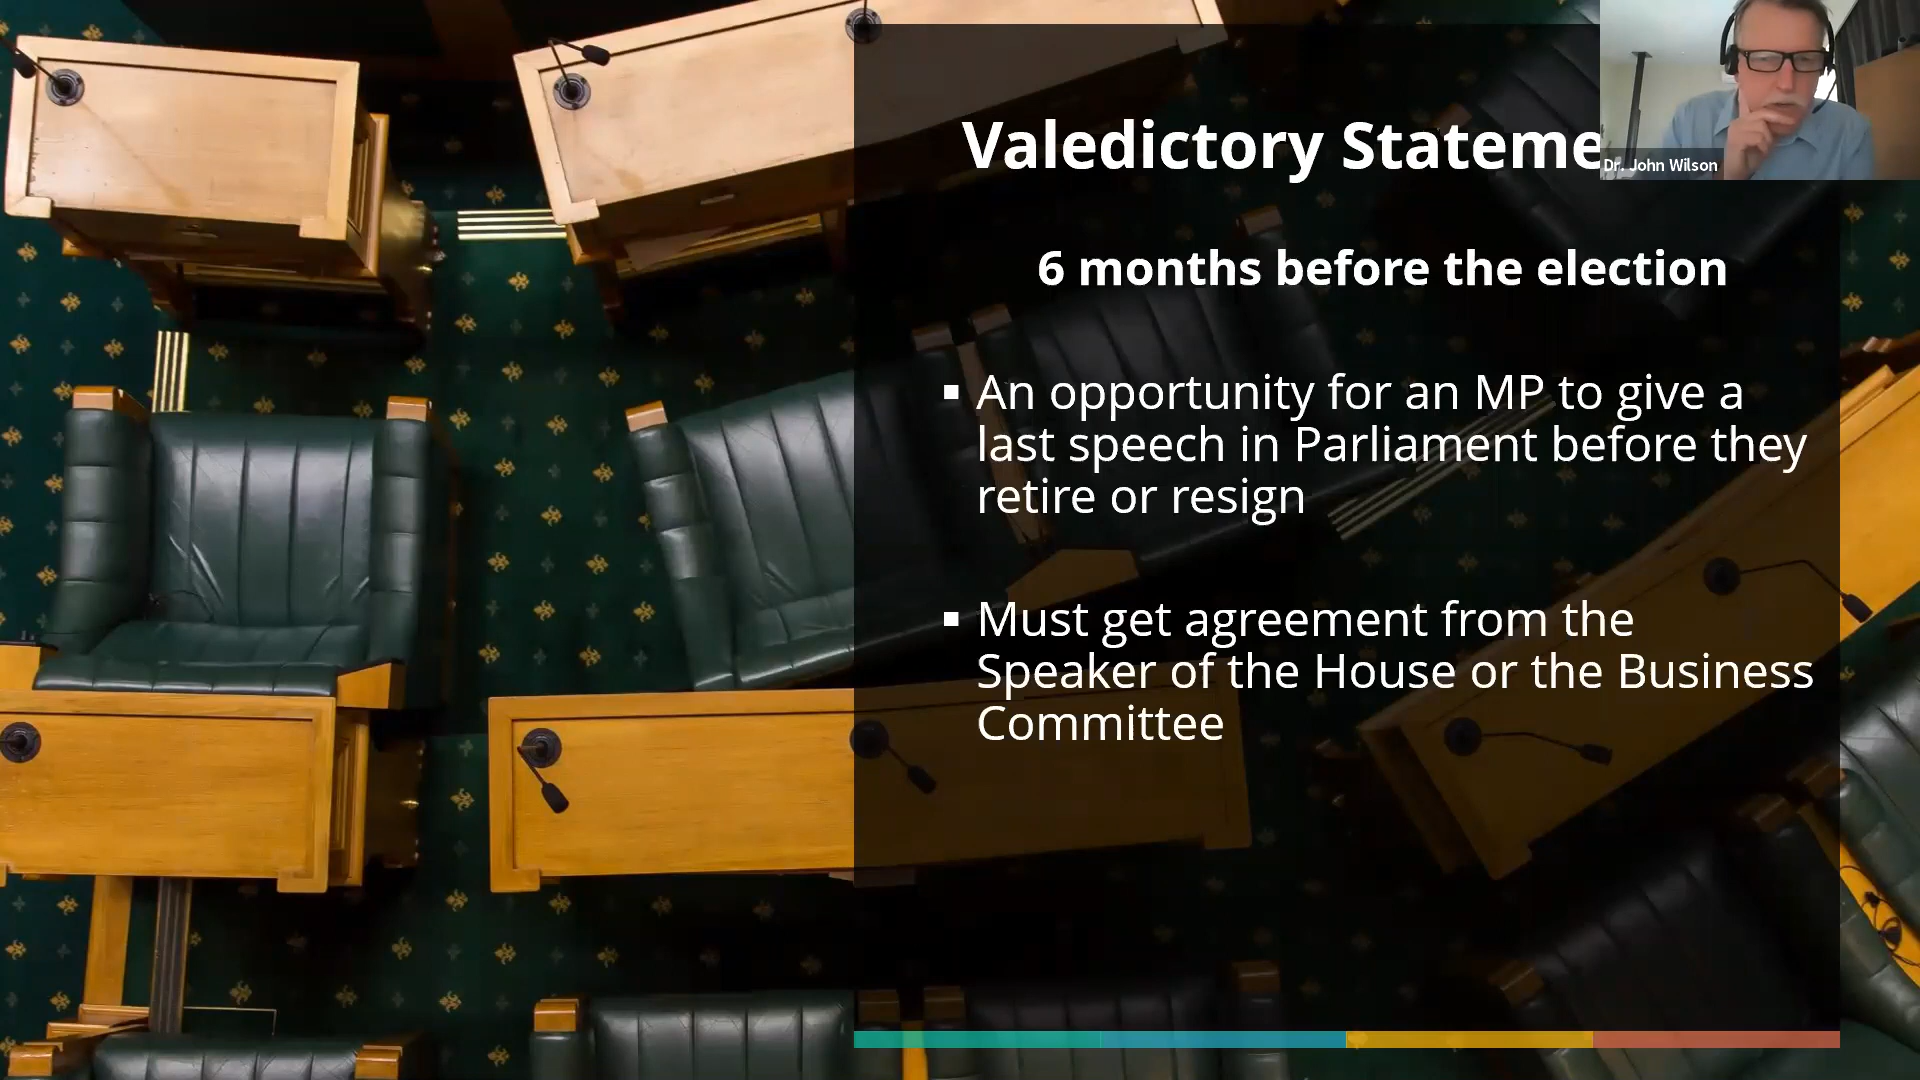 Valedictory Stateme
Dr. John Wilson
6 months before the election
▪ An opportunity for an MP to give a
last speech in Parliament before they
retire or resign
▪ Must get agreement from the
Speaker of the House or the Business
Committee